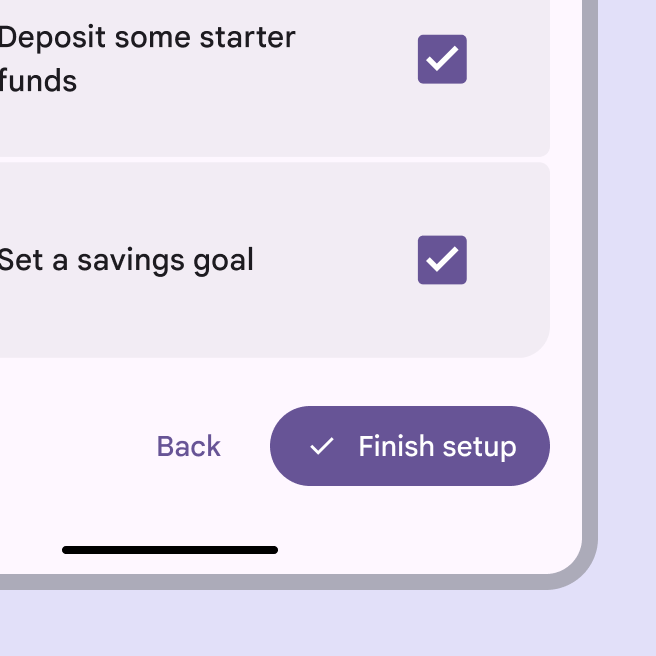 Deposit some starter
funds
Set a savings goal
Back
Finish setup